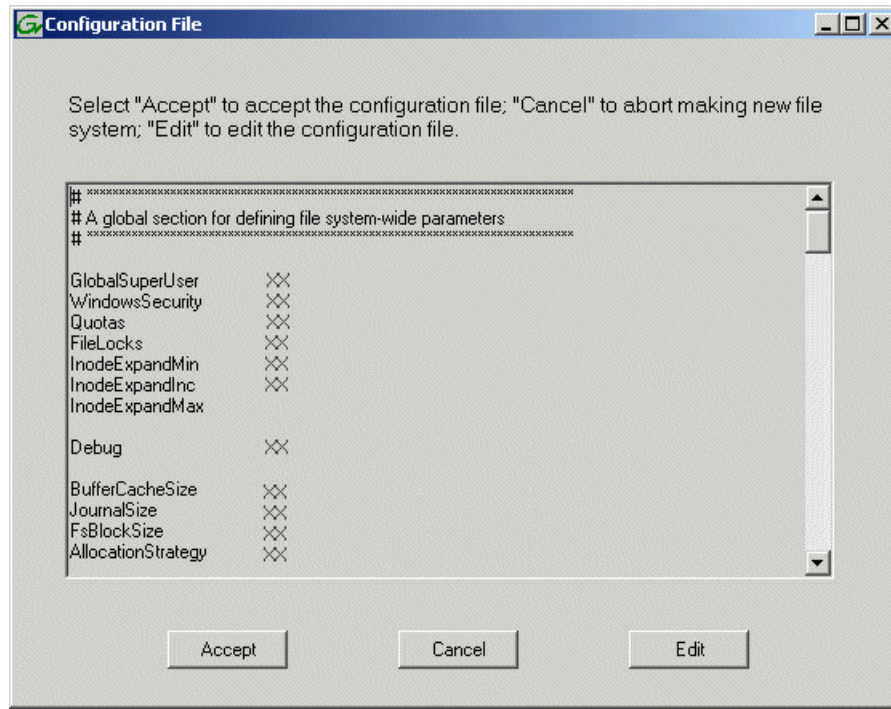 Configuration File
Select "Accept" to accept the configuration file; "Cancel" to abort making new file
system; "Edit" to edit the configuration file.
# ****************************************************************************
# A global section for defining file system-wide parameters
# ****************************************************************************
GlobalSuperUser XX
WindowsSecurity XX
Quotas XX
FileLocks XX
InodeExpandMin XX
InodeExpandInc XX
InodeExpandMax
Debug XX
BufferCacheSize XX
JournalSize XX
FsBlockSize XX
AllocationStrategy XX
Accept Cancel Edit